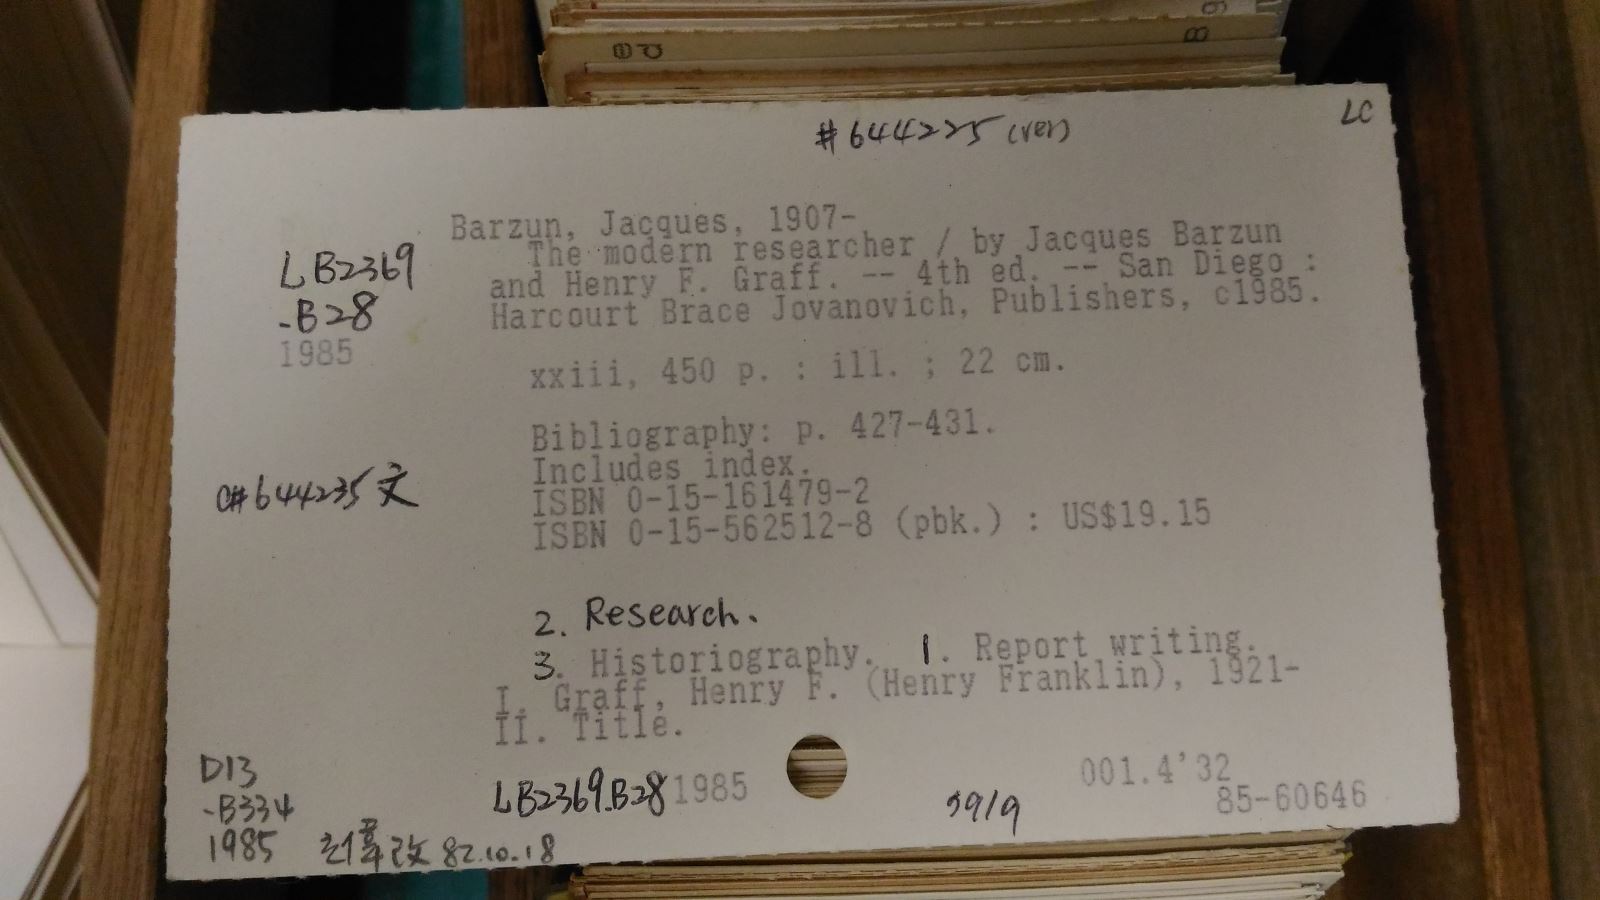 LC
#644225 (ver)
Barzun, Jacques, 1907-
The modern researcher / by Jacques Barzun
and Henry F. Graff. -- 4th ed. -- San Diego :
Harcourt Brace Jovanovich, Publishers, c1985.
LB2369
.B28
1985
xxiii, 450 p. : ill. ; 22 cm.
Bibliography: p. 427-431.
Includes index.
ISBN 0-15-161479-2
ISBN 0-15-562512-8 (pbk.) : US$19.15
C#644235 文
2. Research.
3. Historiography. 1. Report writing.
I. Graff, Henry F. (Henry Franklin), 1921-
II. Title.
D13
.B334
1985
改 82.10.18
LB2369.B28 1985
5919
001.4'32
85-60646